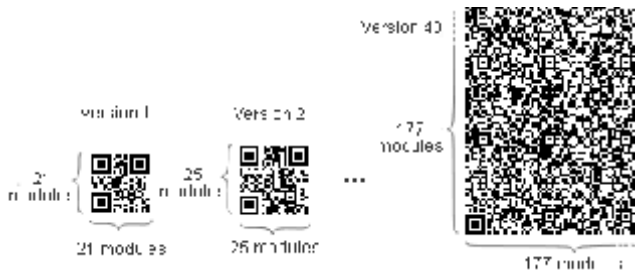 Version 40
Version 1
Version 2
177
modules
21
modules
25
modules
...
21 modules
25 modules
177 modules